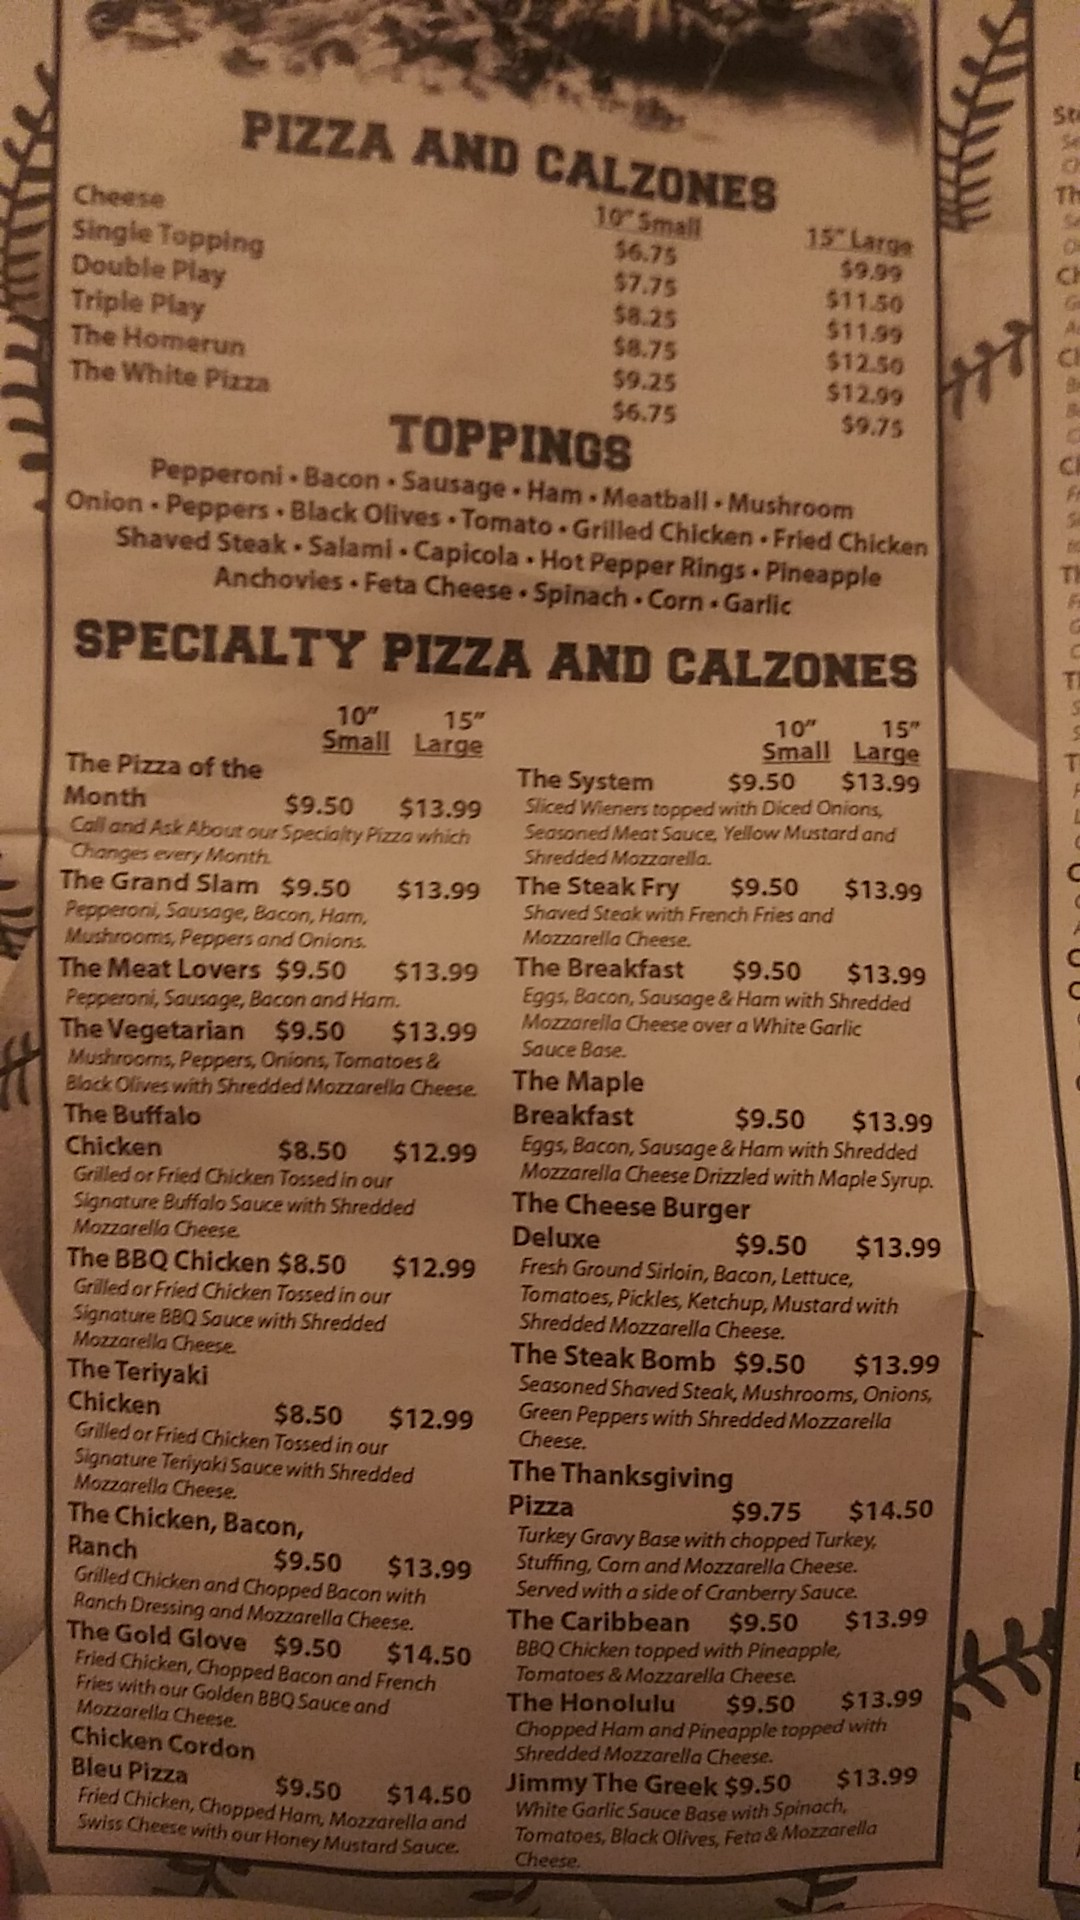 PIZZA AND CALZONES
10" Small 15" Large
Cheese $6.75 $9.99
Single Topping $7.75 $11.50
Double Play $8.25 $11.99
Triple Play $8.75 $12.50
The Homerun $9.25 $12.99
The White Pizza $6.75 $9.75
TOPPINGS
Pepperoni • Bacon • Sausage • Ham • Meatball • Mushroom
Onion • Peppers • Black Olives • Tomato • Grilled Chicken • Fried Chicken
Shaved Steak • Salami • Capicola • Hot Pepper Rings • Pineapple
Anchovies • Feta Cheese • Spinach • Corn • Garlic
SPECIALTY PIZZA AND CALZONES
10" 15"
Small Large
The Pizza of the
Month $9.50 $13.99
Call and Ask About our Specialty Pizza which
Changes every Month.
The Grand Slam $9.50 $13.99
Pepperoni, Sausage, Bacon, Ham,
Mushrooms, Peppers and Onions.
The Meat Lovers $9.50 $13.99
Pepperoni, Sausage, Bacon and Ham.
The Vegetarian $9.50 $13.99
Mushrooms, Peppers, Onions, Tomatoes &
Black Olives with Shredded Mozzarella Cheese.
The Buffalo
Chicken $8.50 $12.99
Grilled or Fried Chicken Tossed in our
Signature Buffalo Sauce with Shredded
Mozzarella Cheese.
The BBQ Chicken $8.50 $12.99
Grilled or Fried Chicken Tossed in our
Signature BBQ Sauce with Shredded
Mozzarella Cheese.
The Teriyaki
Chicken $8.50 $12.99
Grilled or Fried Chicken Tossed in our
Signature Teriyaki Sauce with Shredded
Mozzarella Cheese.
The Chicken, Bacon,
Ranch $9.50 $13.99
Grilled Chicken and Chopped Bacon with
Ranch Dressing and Mozzarella Cheese.
The Gold Glove $9.50 $14.50
Fried Chicken, Chopped Bacon and French
Fries with our Golden BBQ Sauce and
Mozzarella Cheese.
Chicken Cordon
Bleu Pizza $9.50 $14.50
Fried Chicken, Chopped Ham, Mozzarella and
Swiss Cheese with our Honey Mustard Sauce.
10" 15"
Small Large
The System $9.50 $13.99
Sliced Wieners topped with Diced Onions,
Seasoned Meat Sauce, Yellow Mustard and
Shredded Mozzarella.
The Steak Fry $9.50 $13.99
Shaved Steak with French Fries and
Mozzarella Cheese.
The Breakfast $9.50 $13.99
Eggs, Bacon, Sausage & Ham with Shredded
Mozzarella Cheese over a White Garlic
Sauce Base.
The Maple
Breakfast $9.50 $13.99
Eggs, Bacon, Sausage & Ham with Shredded
Mozzarella Cheese Drizzled with Maple Syrup.
The Cheese Burger
Deluxe $9.50 $13.99
Fresh Ground Sirloin, Bacon, Lettuce,
Tomatoes, Pickles, Ketchup, Mustard with
Shredded Mozzarella Cheese.
The Steak Bomb $9.50 $13.99
Seasoned Shaved Steak, Mushrooms, Onions,
Green Peppers with Shredded Mozzarella
Cheese.
The Thanksgiving
Pizza $9.75 $14.50
Turkey Gravy Base with chopped Turkey,
Stuffing, Corn and Mozzarella Cheese.
Served with a side of Cranberry Sauce.
The Caribbean $9.50 $13.99
BBQ Chicken topped with Pineapple,
Tomatoes & Mozzarella Cheese.
The Honolulu $9.50 $13.99
Chopped Ham and Pineapple topped with
Shredded Mozzarella Cheese.
Jimmy The Greek $9.50 $13.99
White Garlic Sauce Base with Spinach,
Tomatoes, Black Olives, Feta & Mozzarella
Cheese.